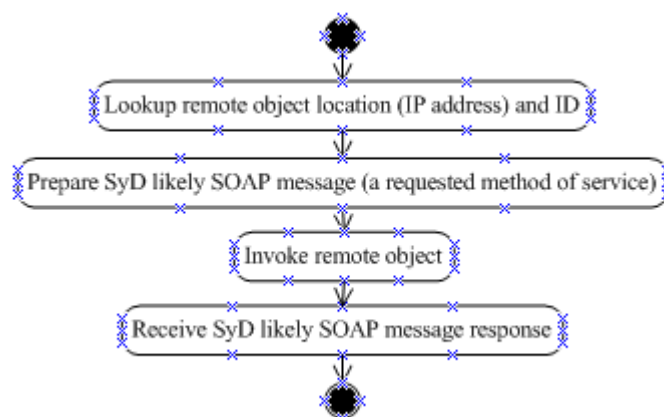 Lookup remote object location (IP address) and ID
Prepare SyD likely SOAP message (a requested method of service)
Invoke remote object
Receive SyD likely SOAP message response